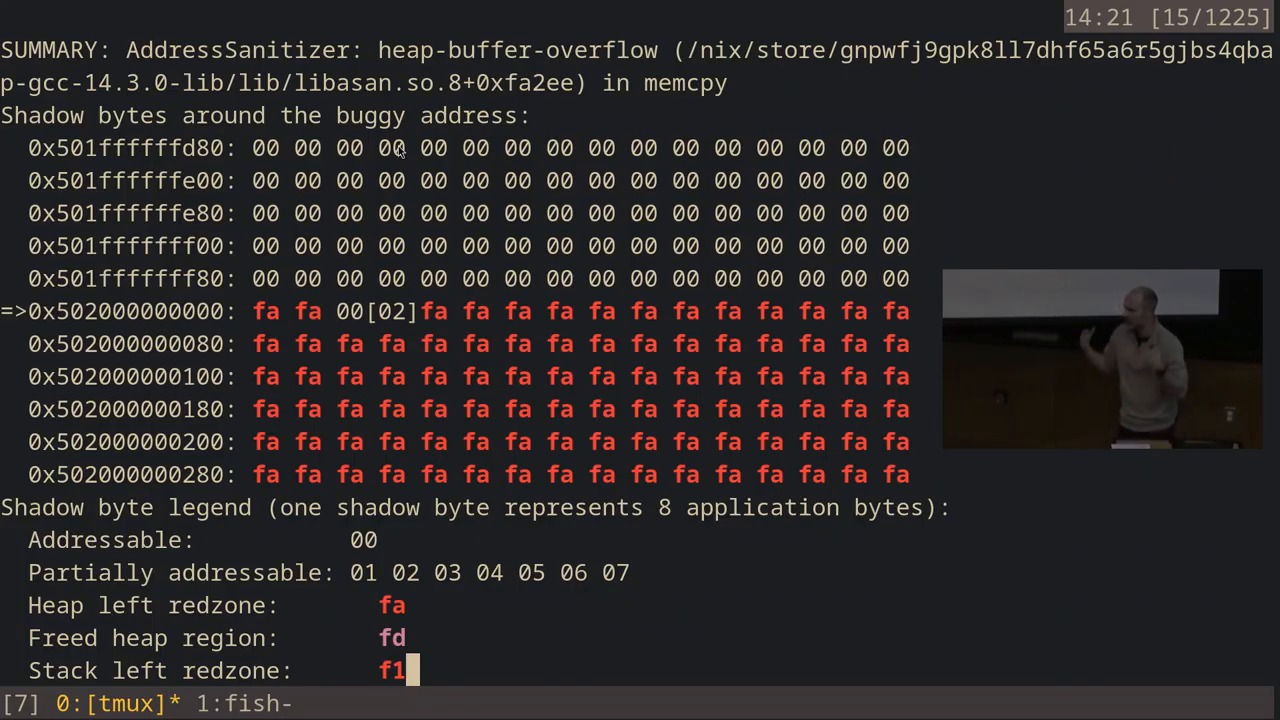 14:21 [15/1225]
SUMMARY: AddressSanitizer: heap-buffer-overflow (/nix/store/gnpwfj9gpk8ll7dhf65a6r5gjbs4qba
p-gcc-14.3.0-lib/lib/libasan.so.8+0xfa2ee) in memcpy
Shadow bytes around the buggy address:
0x501ffffffd80: 00 00 00 00 00 00 00 00 00 00 00 00 00 00 00 00
0x501ffffffe00: 00 00 00 00 00 00 00 00 00 00 00 00 00 00 00 00
0x501ffffffe80: 00 00 00 00 00 00 00 00 00 00 00 00 00 00 00 00
0x501fffffff00: 00 00 00 00 00 00 00 00 00 00 00 00 00 00 00 00
0x501fffffff80: 00 00 00 00 00 00 00 00 00 00 00 00 00 00 00 00
=>0x502000000000: fa fa 00[02]fa fa fa fa fa fa fa fa fa fa fa fa
0x502000000080: fa fa fa fa fa fa fa fa fa fa fa fa fa fa fa fa
0x502000000100: fa fa fa fa fa fa fa fa fa fa fa fa fa fa fa fa
0x502000000180: fa fa fa fa fa fa fa fa fa fa fa fa fa fa fa fa
0x502000000200: fa fa fa fa fa fa fa fa fa fa fa fa fa fa fa fa
0x502000000280: fa fa fa fa fa fa fa fa fa fa fa fa fa fa fa fa
Shadow byte legend (one shadow byte represents 8 application bytes):
Addressable: 00
Partially addressable: 01 02 03 04 05 06 07
Heap left redzone: fa
Freed heap region: fd
Stack left redzone: f1
[7] 0:[tmux]* 1:fish-